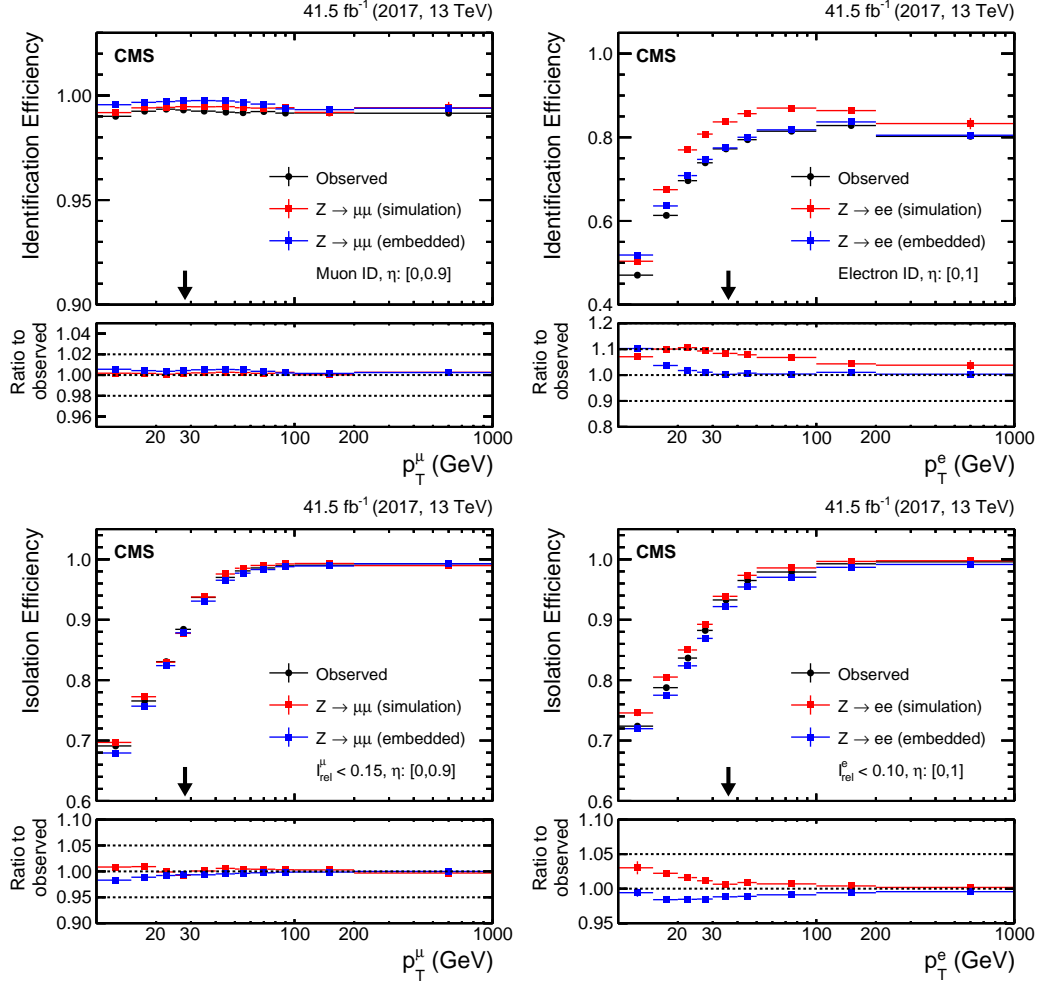 41.5 fb⁻¹ (2017, 13 TeV)
CMS
Identification Efficiency
1.00
0.95
0.90
Observed
Z → μμ (simulation)
Z → μμ (embedded)
Muon ID, η: [0,0.9]
Ratio to
observed
1.04
1.02
1.00
0.98
0.96
20 30 100 200 1000
p_T^μ (GeV)
41.5 fb⁻¹ (2017, 13 TeV)
CMS
Identification Efficiency
1.0
0.8
0.6
0.4
Observed
Z → ee (simulation)
Z → ee (embedded)
Electron ID, η: [0,1]
Ratio to
observed
1.2
1.1
1.0
0.9
0.8
20 30 100 200 1000
p_T^e (GeV)
41.5 fb⁻¹ (2017, 13 TeV)
CMS
Isolation Efficiency
1.0
0.9
0.8
0.7
0.6
Observed
Z → μμ (simulation)
Z → μμ (embedded)
I_rel^μ < 0.15, η: [0,0.9]
Ratio to
observed
1.10
1.05
1.00
0.95
0.90
20 30 100 200 1000
p_T^μ (GeV)
41.5 fb⁻¹ (2017, 13 TeV)
CMS
Isolation Efficiency
1.0
0.9
0.8
0.7
0.6
Observed
Z → ee (simulation)
Z → ee (embedded)
I_rel^e < 0.10, η: [0,1]
Ratio to
observed
1.10
1.05
1.00
0.95
20 30 100 200 1000
p_T^e (GeV)